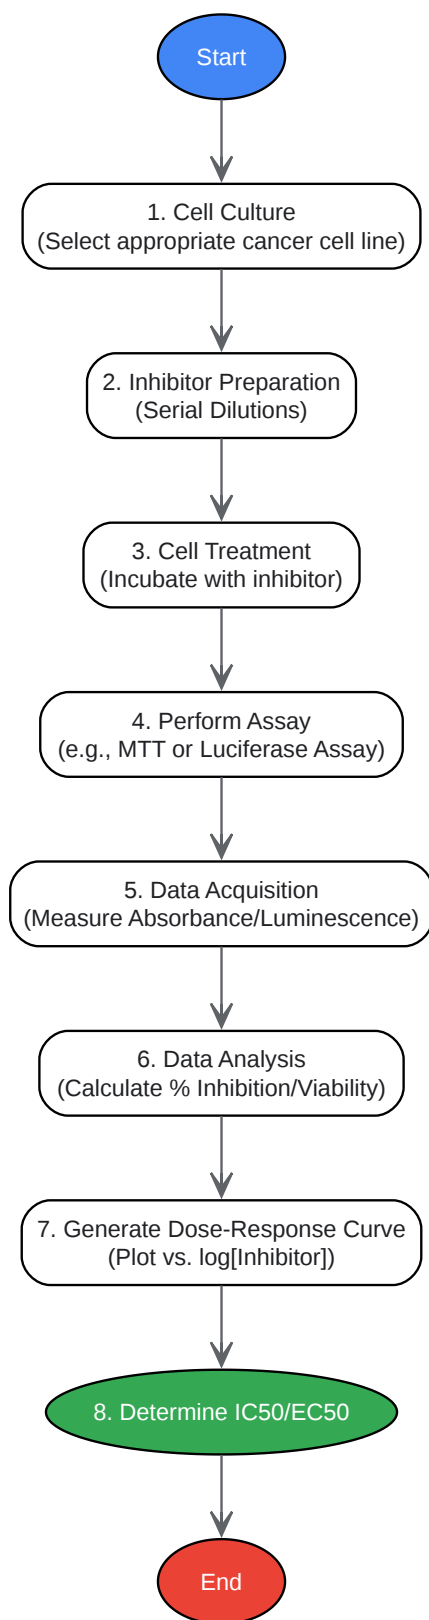 Start
1. Cell Culture
(Select appropriate cancer cell line)
2. Inhibitor Preparation
(Serial Dilutions)
3. Cell Treatment
(Incubate with inhibitor)
4. Perform Assay
(e.g., MTT or Luciferase Assay)
5. Data Acquisition
(Measure Absorbance/Luminescence)
6. Data Analysis
(Calculate % Inhibition/Viability)
7. Generate Dose-Response Curve
(Plot vs. log[Inhibitor])
8. Determine IC50/EC50
End